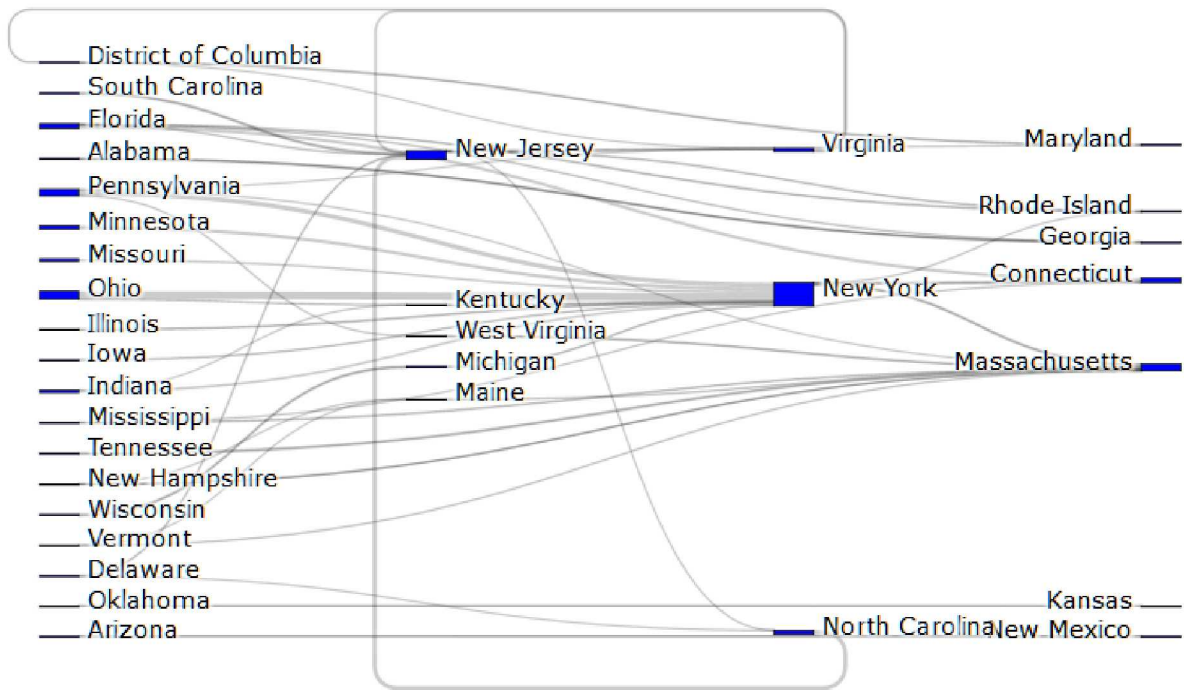 District of Columbia
South Carolina
Florida
Alabama
Pennsylvania
Minnesota
Missouri
Ohio
Illinois
Iowa
Indiana
Mississippi
Tennessee
New Hampshire
Wisconsin
Vermont
Delaware
Oklahoma
Arizona
New Jersey
Kentucky
West Virginia
Michigan
Maine
Virginia
New York
North Carolina
Maryland
Rhode Island
Georgia
Connecticut
Massachusetts
Kansas
New Mexico